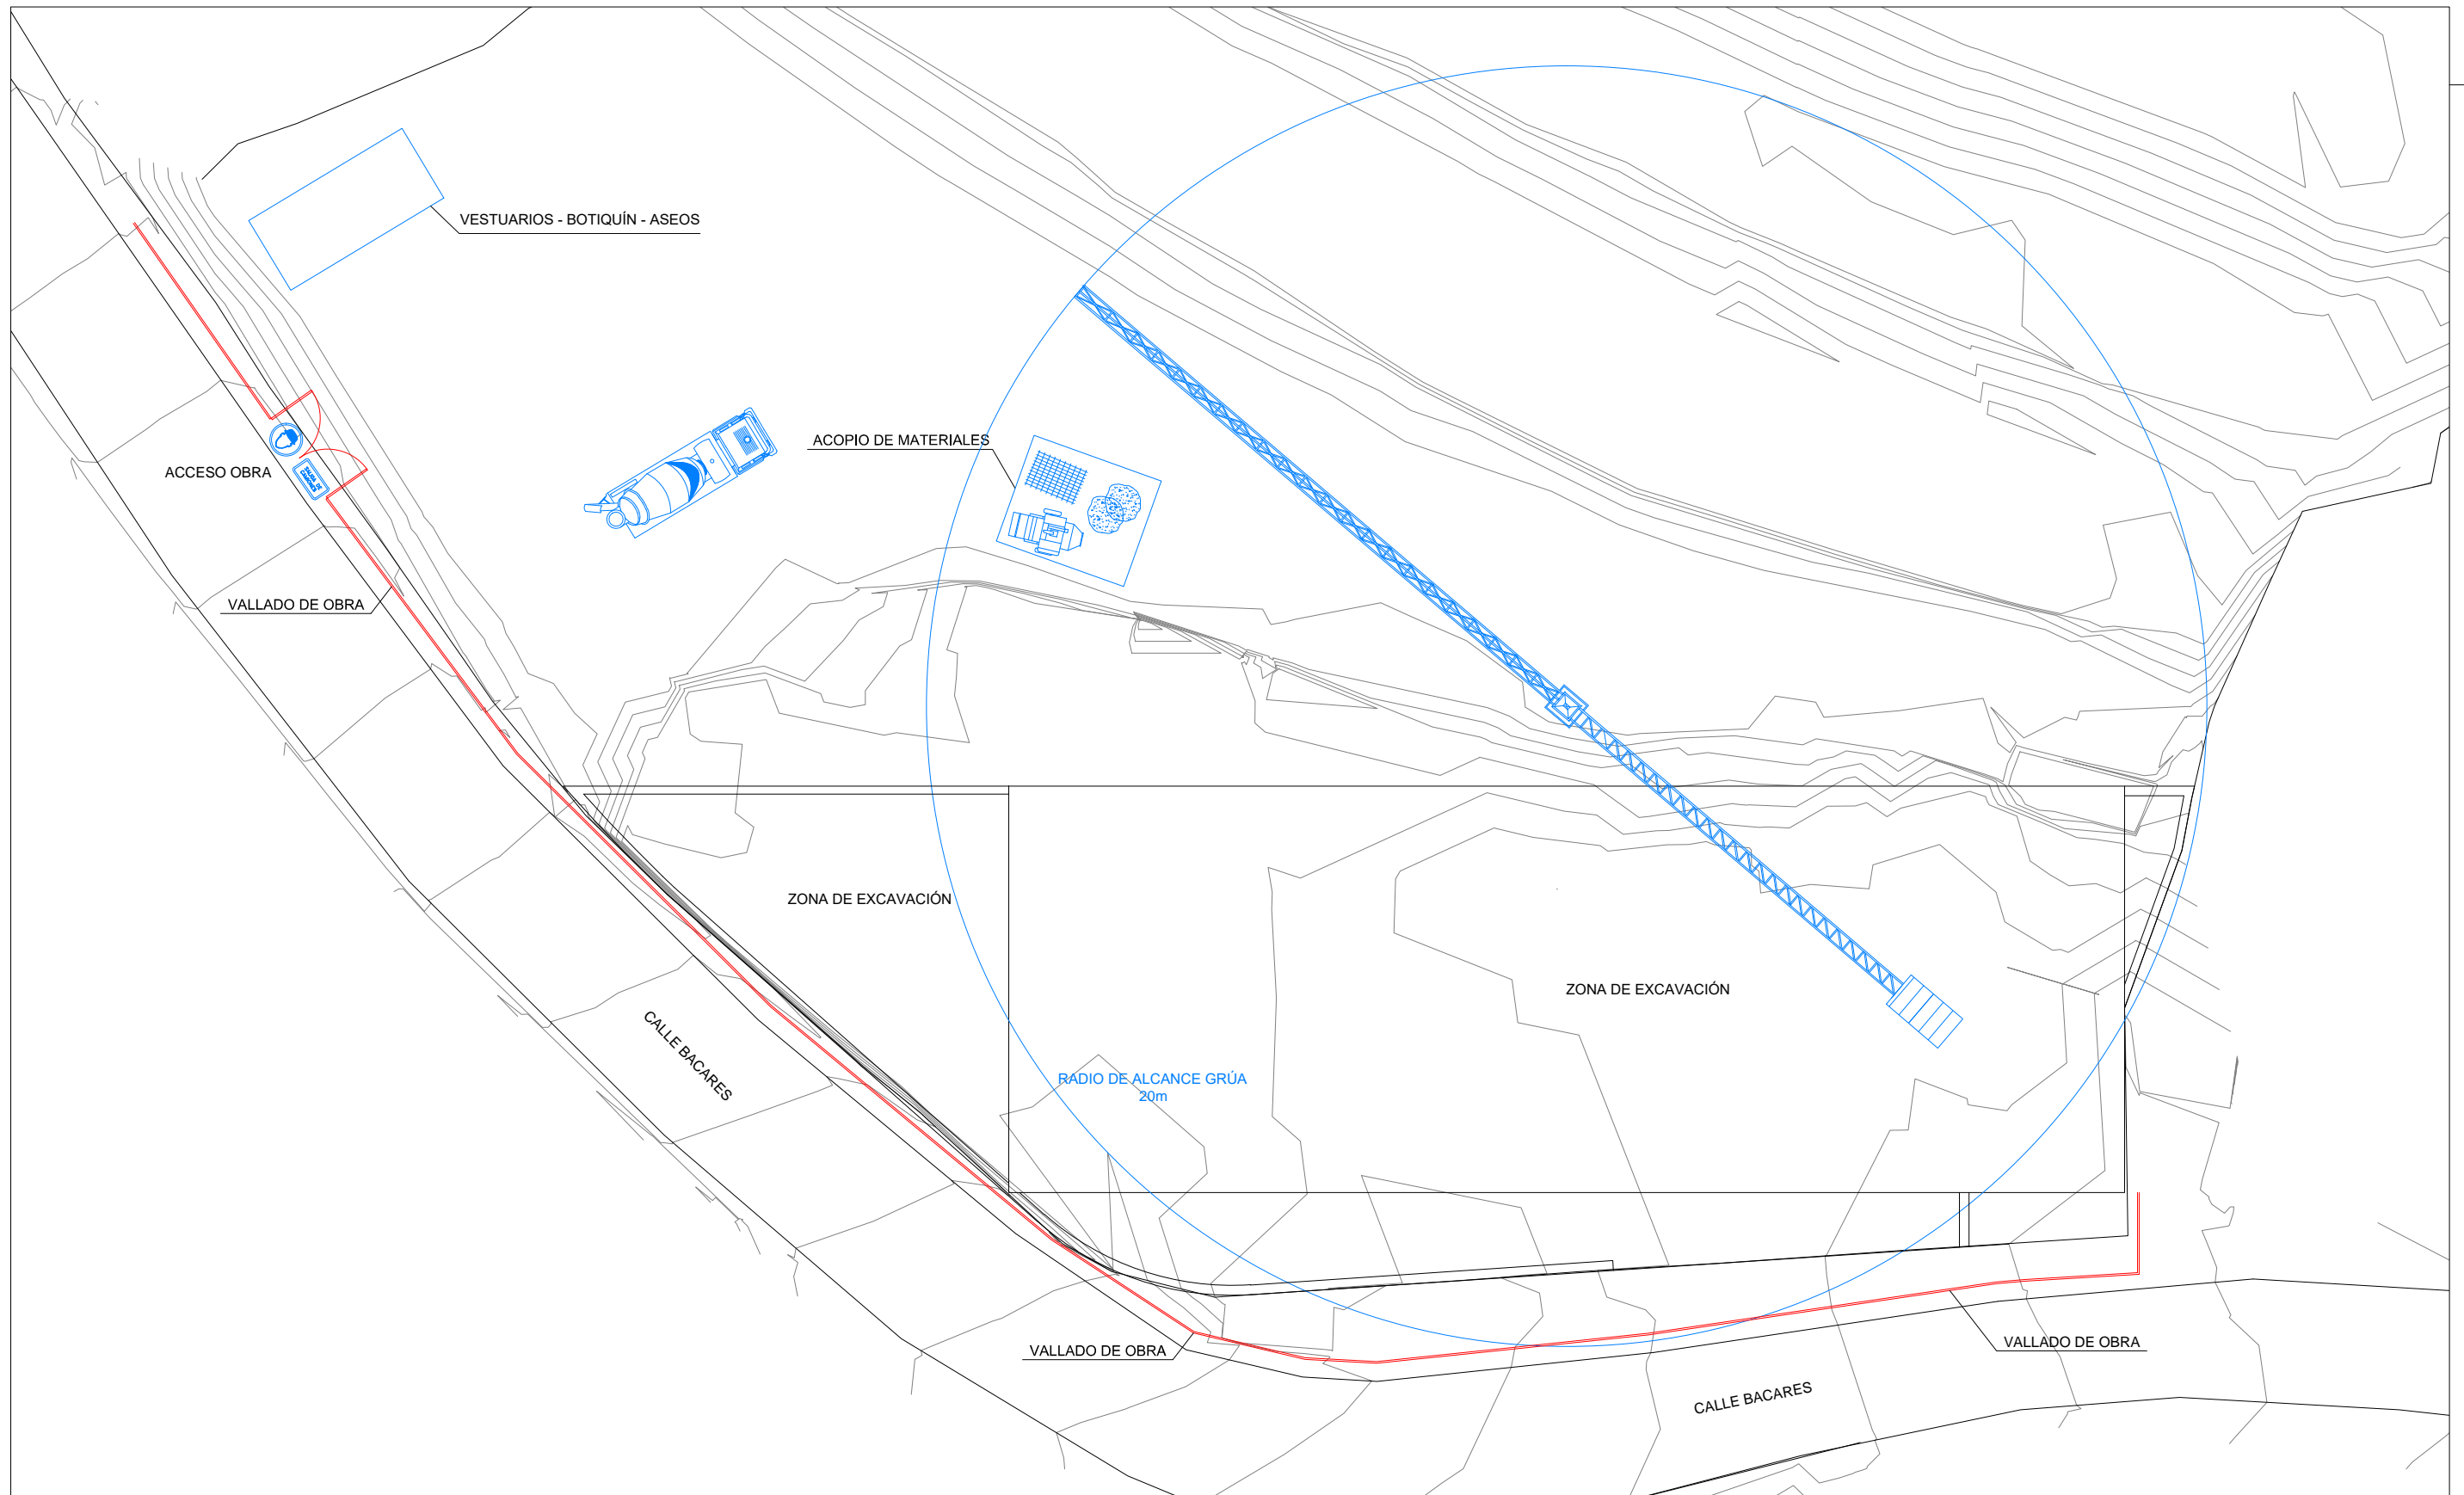 VESTUARIOS - BOTIQUÍN - ASEOS
ACOPIO DE MATERIALES
ACCESO OBRA
VALLADO DE OBRA
ZONA DE EXCAVACIÓN
ZONA DE EXCAVACIÓN
CALLE BACARES
RADIO DE ALCANCE GRÚA
20m
VALLADO DE OBRA
VALLADO DE OBRA
CALLE BACARES